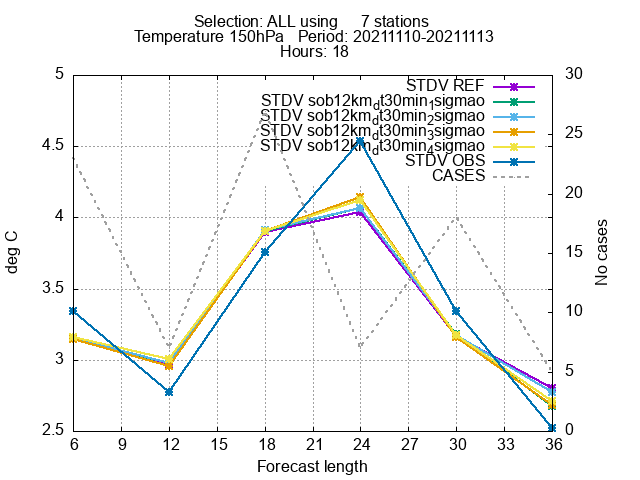 Selection: ALL using 7 stations
Temperature 150hPa Period: 20211110-20211113
Hours: 18
STDV REF
STDV sob12km_dt30min_1sigmao
STDV sob12km_dt30min_2sigmao
STDV sob12km_dt30min_3sigmao
STDV sob12km_dt30min_4sigmao
STDV OBS
CASES
5
4.5
4
3.5
3
2.5
deg C
30
25
20
15
10
5
0
No cases
6 9 12 15 18 21 24 27 30 33 36
Forecast length